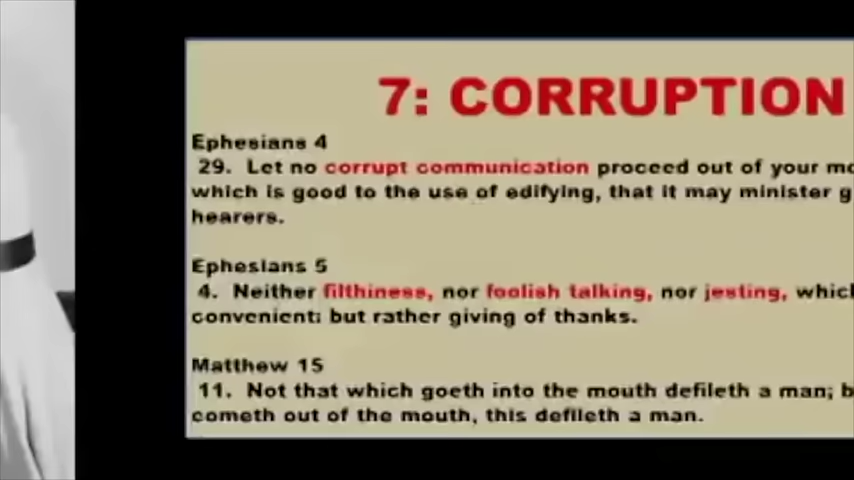 7: CORRUPTION
Ephesians 4
29. Let no corrupt communication proceed out of your
which is good to the use of edifying, that it may minister
hearers.
Ephesians 5
4. Neither filthiness, nor foolish talking, nor jesting,
convenient: but rather giving of thanks.
Matthew 15
11. Not that which goeth into the mouth defileth a man;
cometh out of the mouth, this defileth a man.